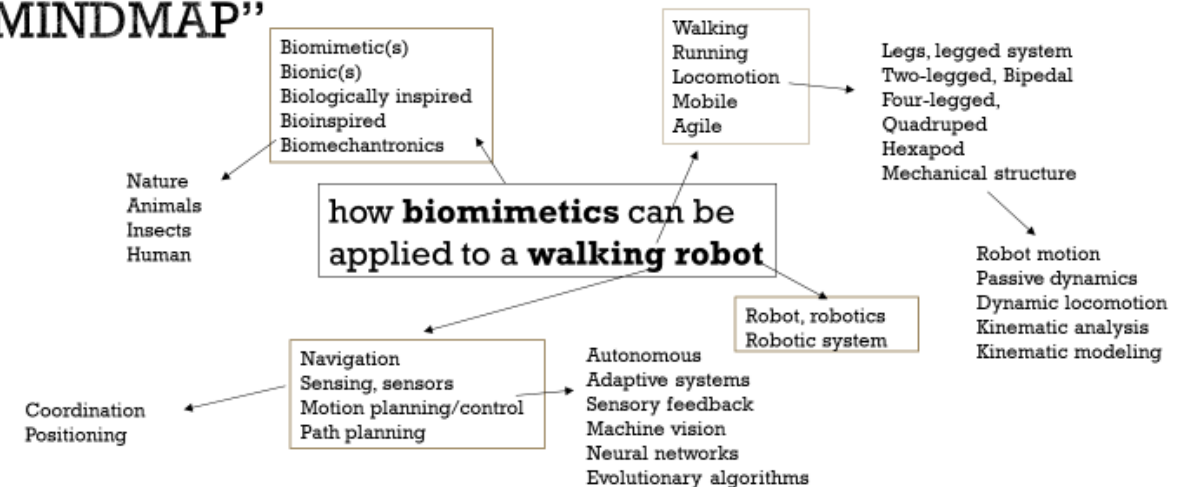 MINDMAP”
Biomimetic(s)
Bionic(s)
Biologically inspired
Bioinspired
Biomechantronics
Walking
Running
Locomotion
Mobile
Agile
Legs, legged system
Two-legged, Bipedal
Four-legged,
Quadruped
Hexapod
Mechanical structure
Nature
Animals
Insects
Human
how biomimetics can be
applied to a walking robot
Robot motion
Passive dynamics
Dynamic locomotion
Kinematic analysis
Kinematic modeling
Robot, robotics
Robotic system
Navigation
Sensing, sensors
Motion planning/control
Path planning
Autonomous
Adaptive systems
Sensory feedback
Machine vision
Neural networks
Evolutionary algorithms
Coordination
Positioning